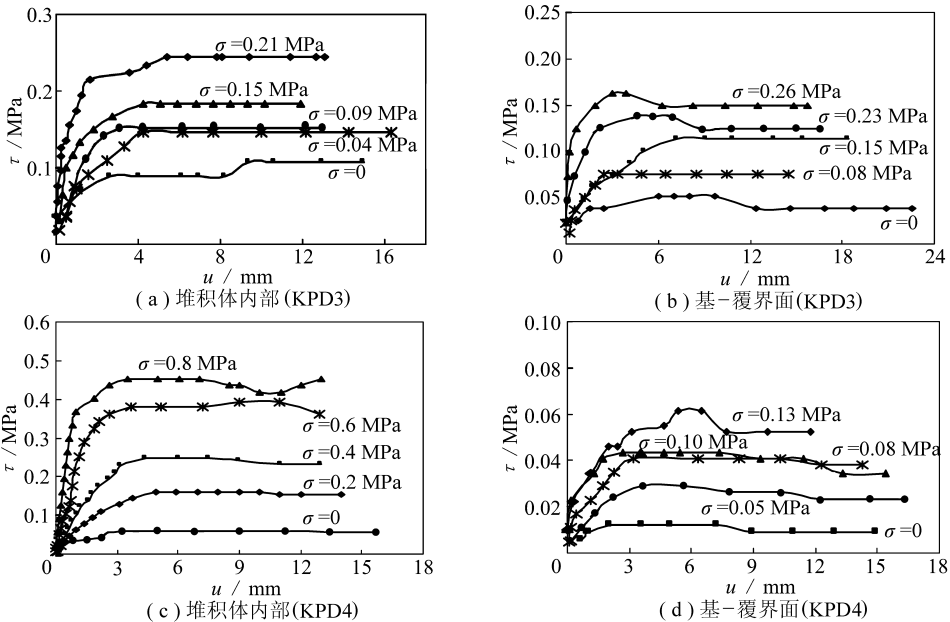 0.3
0.2
0.1
0
τ / MPa
σ=0.21 MPa
σ=0.15 MPa
σ=0.09 MPa
σ=0.04 MPa
σ=0
0 4 8 12 16
u / mm
(a) 堆积体内部(KPD3)
0.25
0.20
0.15
0.10
0.05
0
τ / MPa
σ=0.26 MPa
σ=0.23 MPa
σ=0.15 MPa
σ=0.08 MPa
σ=0
0 6 12 18 24
u / mm
(b) 基-覆界面(KPD3)
0.6
0.5
0.4
0.3
0.2
0.1
τ / MPa
σ=0.8 MPa
σ=0.6 MPa
σ=0.4 MPa
σ=0.2 MPa
σ=0
0 3 6 9 12 15 18
u / mm
(c) 堆积体内部(KPD4)
0.10
0.08
0.06
0.04
0.02
0
τ / MPa
σ=0.13 MPa
σ=0.10 MPa
σ=0.08 MPa
σ=0.05 MPa
σ=0
0 3 6 9 12 15 18
u / mm
(d) 基-覆界面(KPD4)